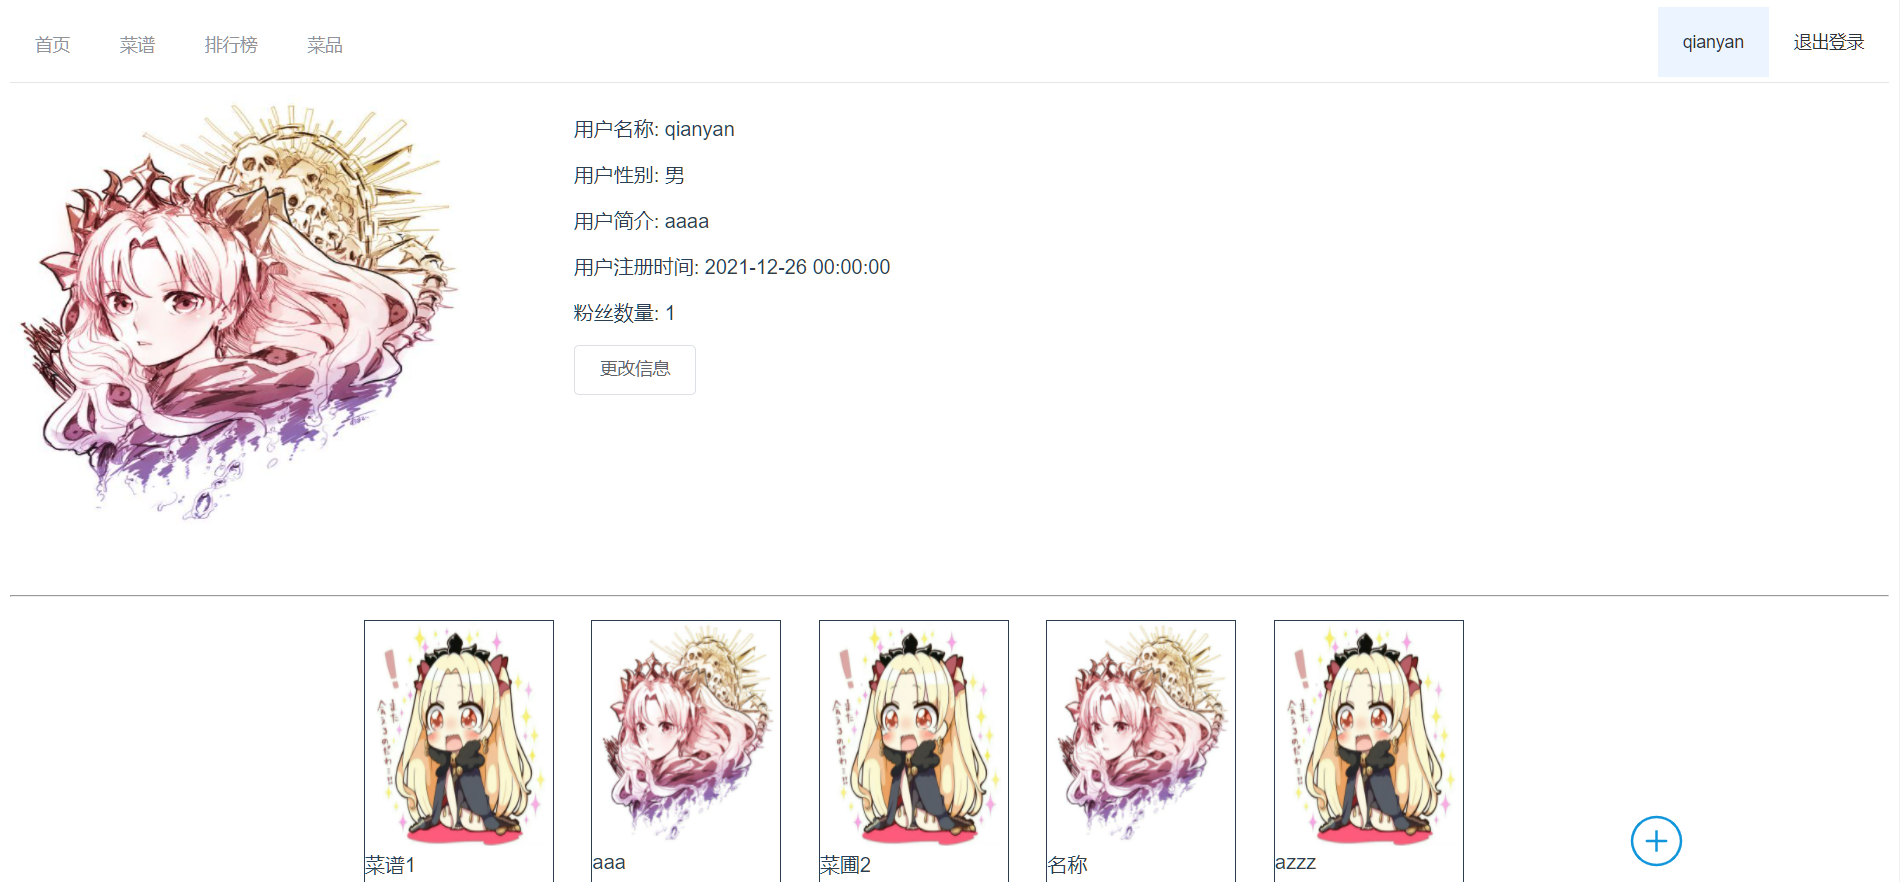 首页 菜谱 排行榜 菜品 qianyan 退出登录
用户名称: qianyan
用户性别: 男
用户简介: aaaa
用户注册时间: 2021-12-26 00:00:00
粉丝数量: 1
更改信息
菜谱1 aaa 菜圃2 名称 azzz